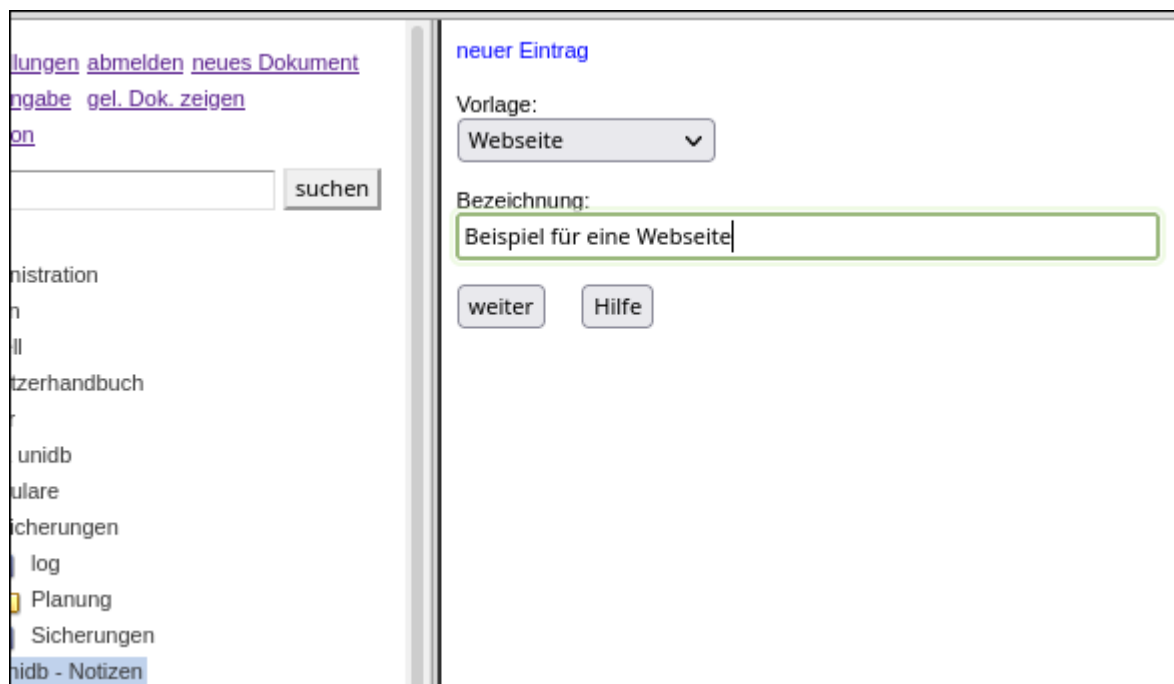 lungen abmelden neues Dokument
ngabe gel. Dok. zeigen
on
suchen
nistration
n
ll
tzerhandbuch
r
unidb
ulare
icherungen
log
Planung
Sicherungen
nidb - Notizen
neuer Eintrag
Vorlage:
Webseite
Bezeichnung:
Beispiel für eine Webseite
weiter Hilfe